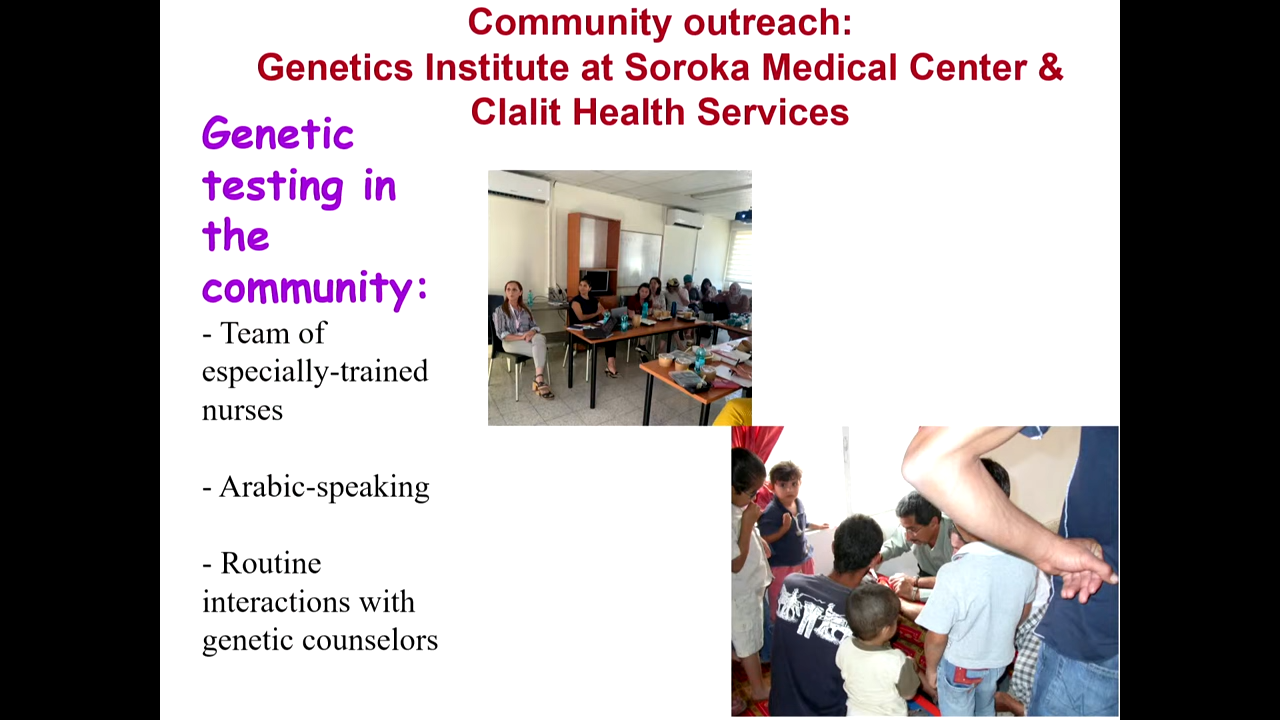 Community outreach:
Genetics Institute at Soroka Medical Center &
Clalit Health Services
Genetic
testing in
the
community:
- Team of
especially-trained
nurses
- Arabic-speaking
- Routine
interactions with
genetic counselors